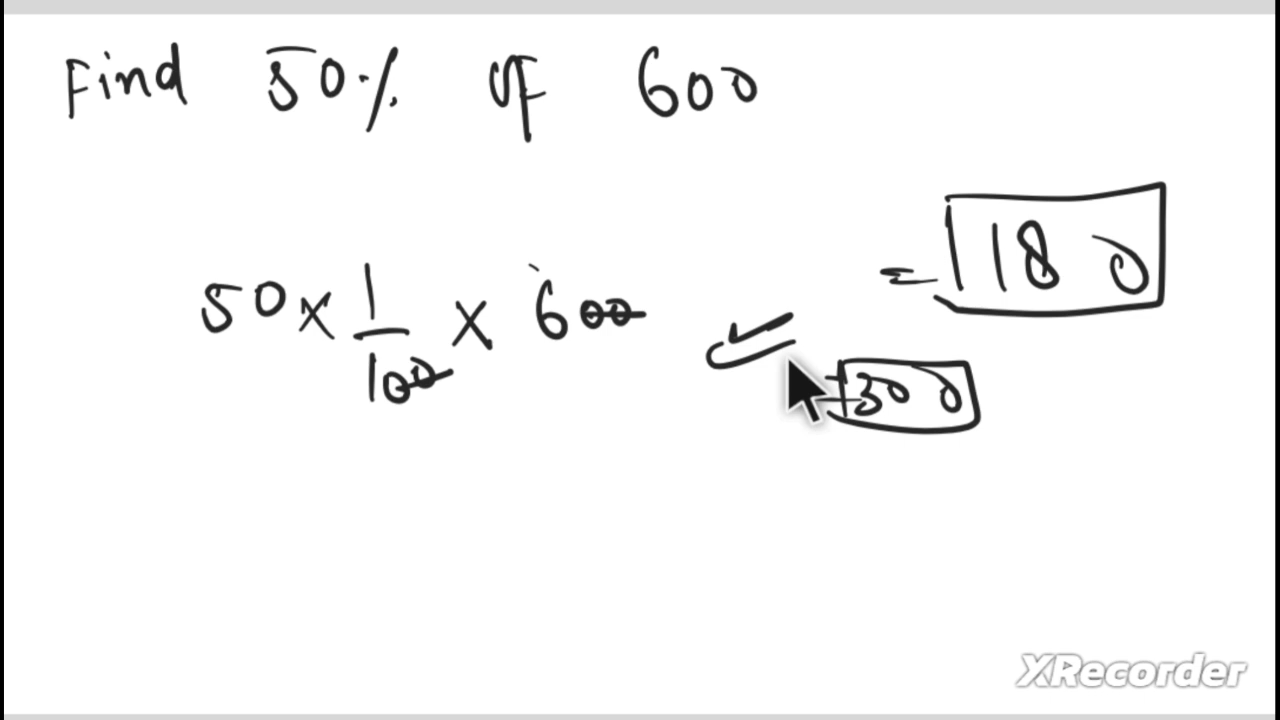 Find 50% of 600
= 180
50 × 1/100 × 600
= 300
XRecorder